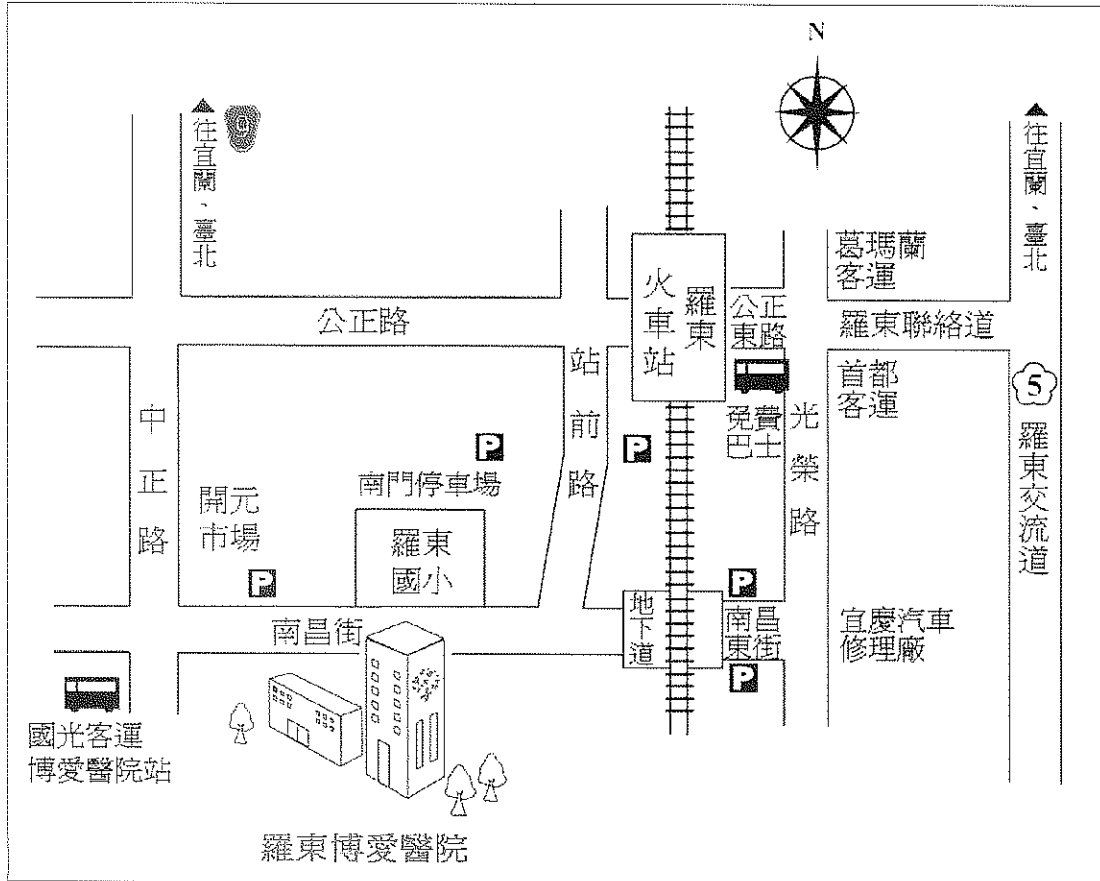 N
往宜蘭、臺北
往宜蘭、臺北
葛瑪蘭
客運
公正路
羅東
火車站
公正
東路
羅東聯絡道
站前路
免費
巴士
首都
客運
5
羅東交流道
中正路
光榮路
P
P
南門停車場
開元
市場
羅東
國小
P
P
南昌街
地下道
南昌
東街
宜慶汽車
修理廠
P
國光客運
博愛醫院站
羅東博愛醫院